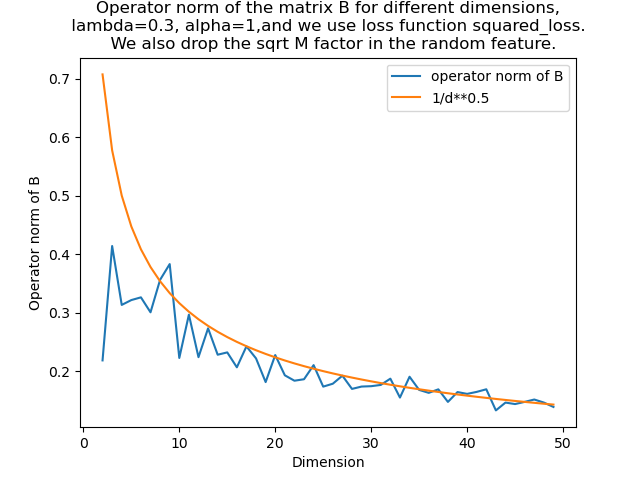 Operator norm of the matrix B for different dimensions,
lambda=0.3, alpha=1,and we use loss function squared_loss.
We also drop the sqrt M factor in the random feature.
operator norm of B
1/d**0.5
Operator norm of B
0.7
0.6
0.5
0.4
0.3
0.2
0
10
20
30
40
50
Dimension